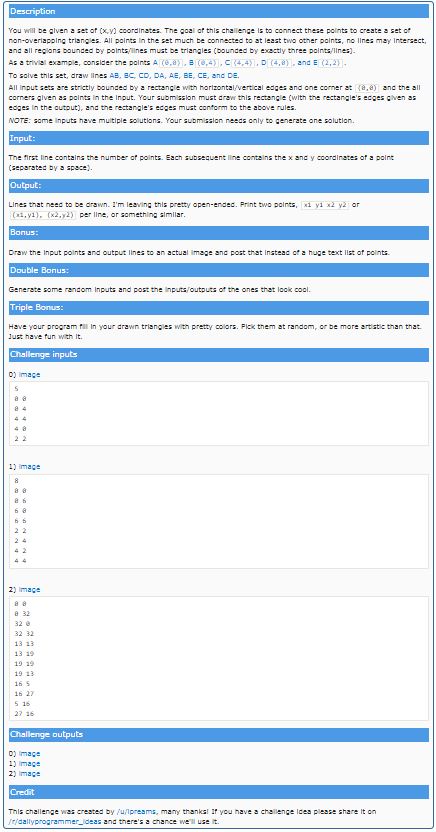 Description
You will be given a set of (x,y) coordinates. The goal of this challenge is to connect these points to create a set of
non-overlapping triangles. All points in the set much be connected to at least two other points, no lines may intersect,
and all regions bounded by points/lines must be triangles (bounded by exactly three points/lines).
As a trivial example, consider the points A (0,0), B (0,4), C (4,4), D (4,0), and E (2,2).
To solve this set, draw lines AB, BC, CD, DA, AE, BE, CE, and DE.
All input sets are strictly bounded by a rectangle with horizontal/vertical edges and one corner at (0,0) and the all
corners given as points in the input. Your submission must draw this rectangle (with the rectangle's edges given as
edges in the output), and the rectangle's edges must conform to the above rules.
NOTE: some inputs have multiple solutions. Your submission needs only to generate one solution.
Input:
The first line contains the number of points. Each subsequent line contains the x and y coordinates of a point
(separated by a space).
Output:
Lines that need to be drawn. I'm leaving this pretty open-ended. Print two points, x1 y1 x2 y2 or
(x1,y1), (x2,y2) per line, or something similar.
Bonus:
Draw the input points and output lines to an actual image and post that instead of a huge text list of points.
Double Bonus:
Generate some random inputs and post the inputs/outputs of the ones that look cool.
Triple Bonus:
Have your program fill in your drawn triangles with pretty colors. Pick them at random, or be more artistic than that.
Just have fun with it.
Challenge inputs
0) Image
5
0 0
0 4
4 4
4 0
2 2
1) Image
8
0 0
0 6
6 0
6 6
2 2
2 4
4 2
4 4
2) Image
0 0
0 32
32 0
32 32
13 13
13 19
19 19
19 13
16 5
16 27
5 16
27 16
Challenge outputs
0) Image
1) Image
2) Image
Credit
This challenge was created by /u/lpreams, many thanks! If you have a challenge idea please share it on
/r/dailyprogrammer_ideas and there's a chance we'll use it.